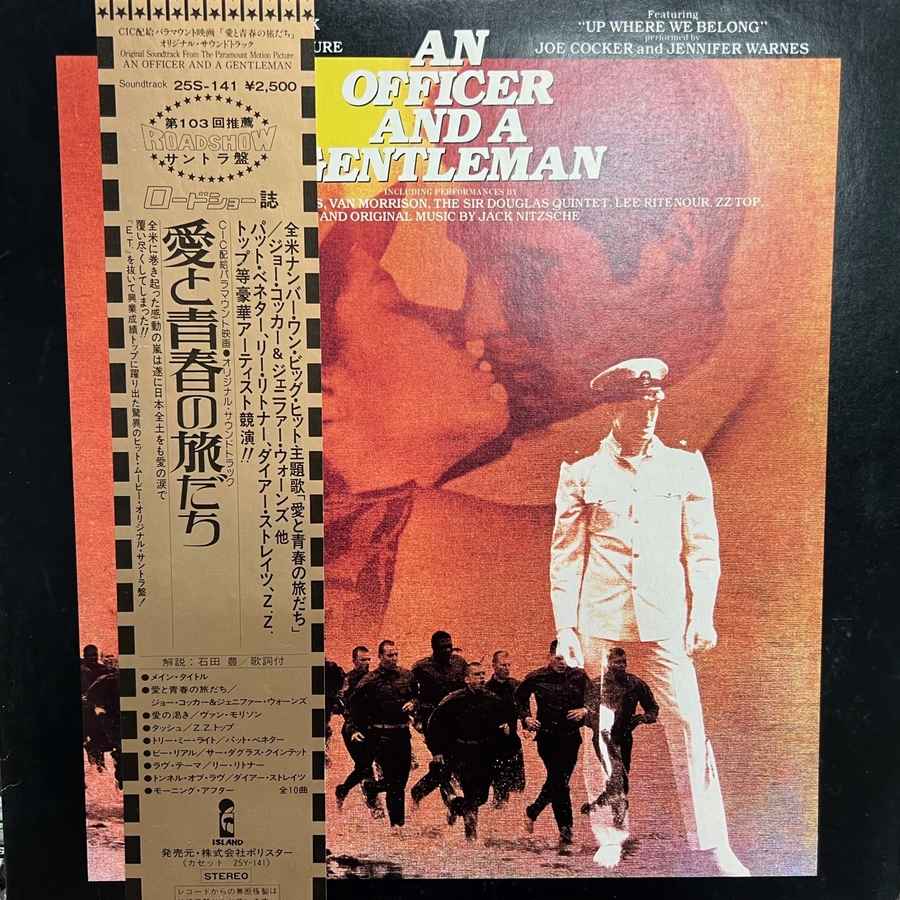 CIC配給パラマウント映画「愛と青春の旅だち」
オリジナル・サウンドトラック
Original Soundtrack From The Paramount Motion Picture
AN OFFICER AND A GENTLEMAN
Soundtrack 25S-141 ¥2,500
第103回推薦
ROADSHOW
サントラ盤
ロードショー誌
全米ナンバー・ワン・ビッグ・ヒット・主題歌「愛と青春の旅だち」
/ジョー・コッカー&ジェニファー・ウォーンズ 他
パット・ベネター、リー・リトナー、ダイアー・ストレイツ、Z.Z.
トップ等豪華アーティスト競演!!
CIC配給パラマウント映画●オリジナル・サウンドトラック
愛と青春の旅だち
全米に巻き起った感動の嵐は遂に日本全土をも愛の涙で
覆い尽くしてしまった!!
"E.T."を抜いて興業成績トップに躍り出た驚異のヒット・ムービー・オリジナル・サントラ盤!
解説:石田 豊/歌詞付
●メイン・タイトル
●愛と青春の旅だち/
ジョー・コッカー&ジェニファー・ウォーンズ
●愛の渇き/ヴァン・モリソン
●タッシュ/Z.Z.トップ
●トリー・ミー・ライト/パット・ベネター
●ビー・リアル/サー・ダグラス・クインテット
●ラヴ・テーマ/リー・リトナー
●トンネル・オブ・ラヴ/ダイアー・ストレイツ
●モーニング・アフター 全10曲
ISLAND
発売元・株式会社ポリスター
(カセット 25Y-141)
STEREO
レコードからの無断複製は
K
URE
Featuring
"UP WHERE WE BELONG"
performed by
JOE COCKER and JENNIFER WARNES
AN
OFFICER
AND A
GENTLEMAN
INCLUDING PERFORMANCES BY
S, VAN MORRISON, THE SIR DOUGLAS QUINTET, LEE RITENOUR, ZZ TOP,
AND ORIGINAL MUSIC BY JACK NITZSCHE